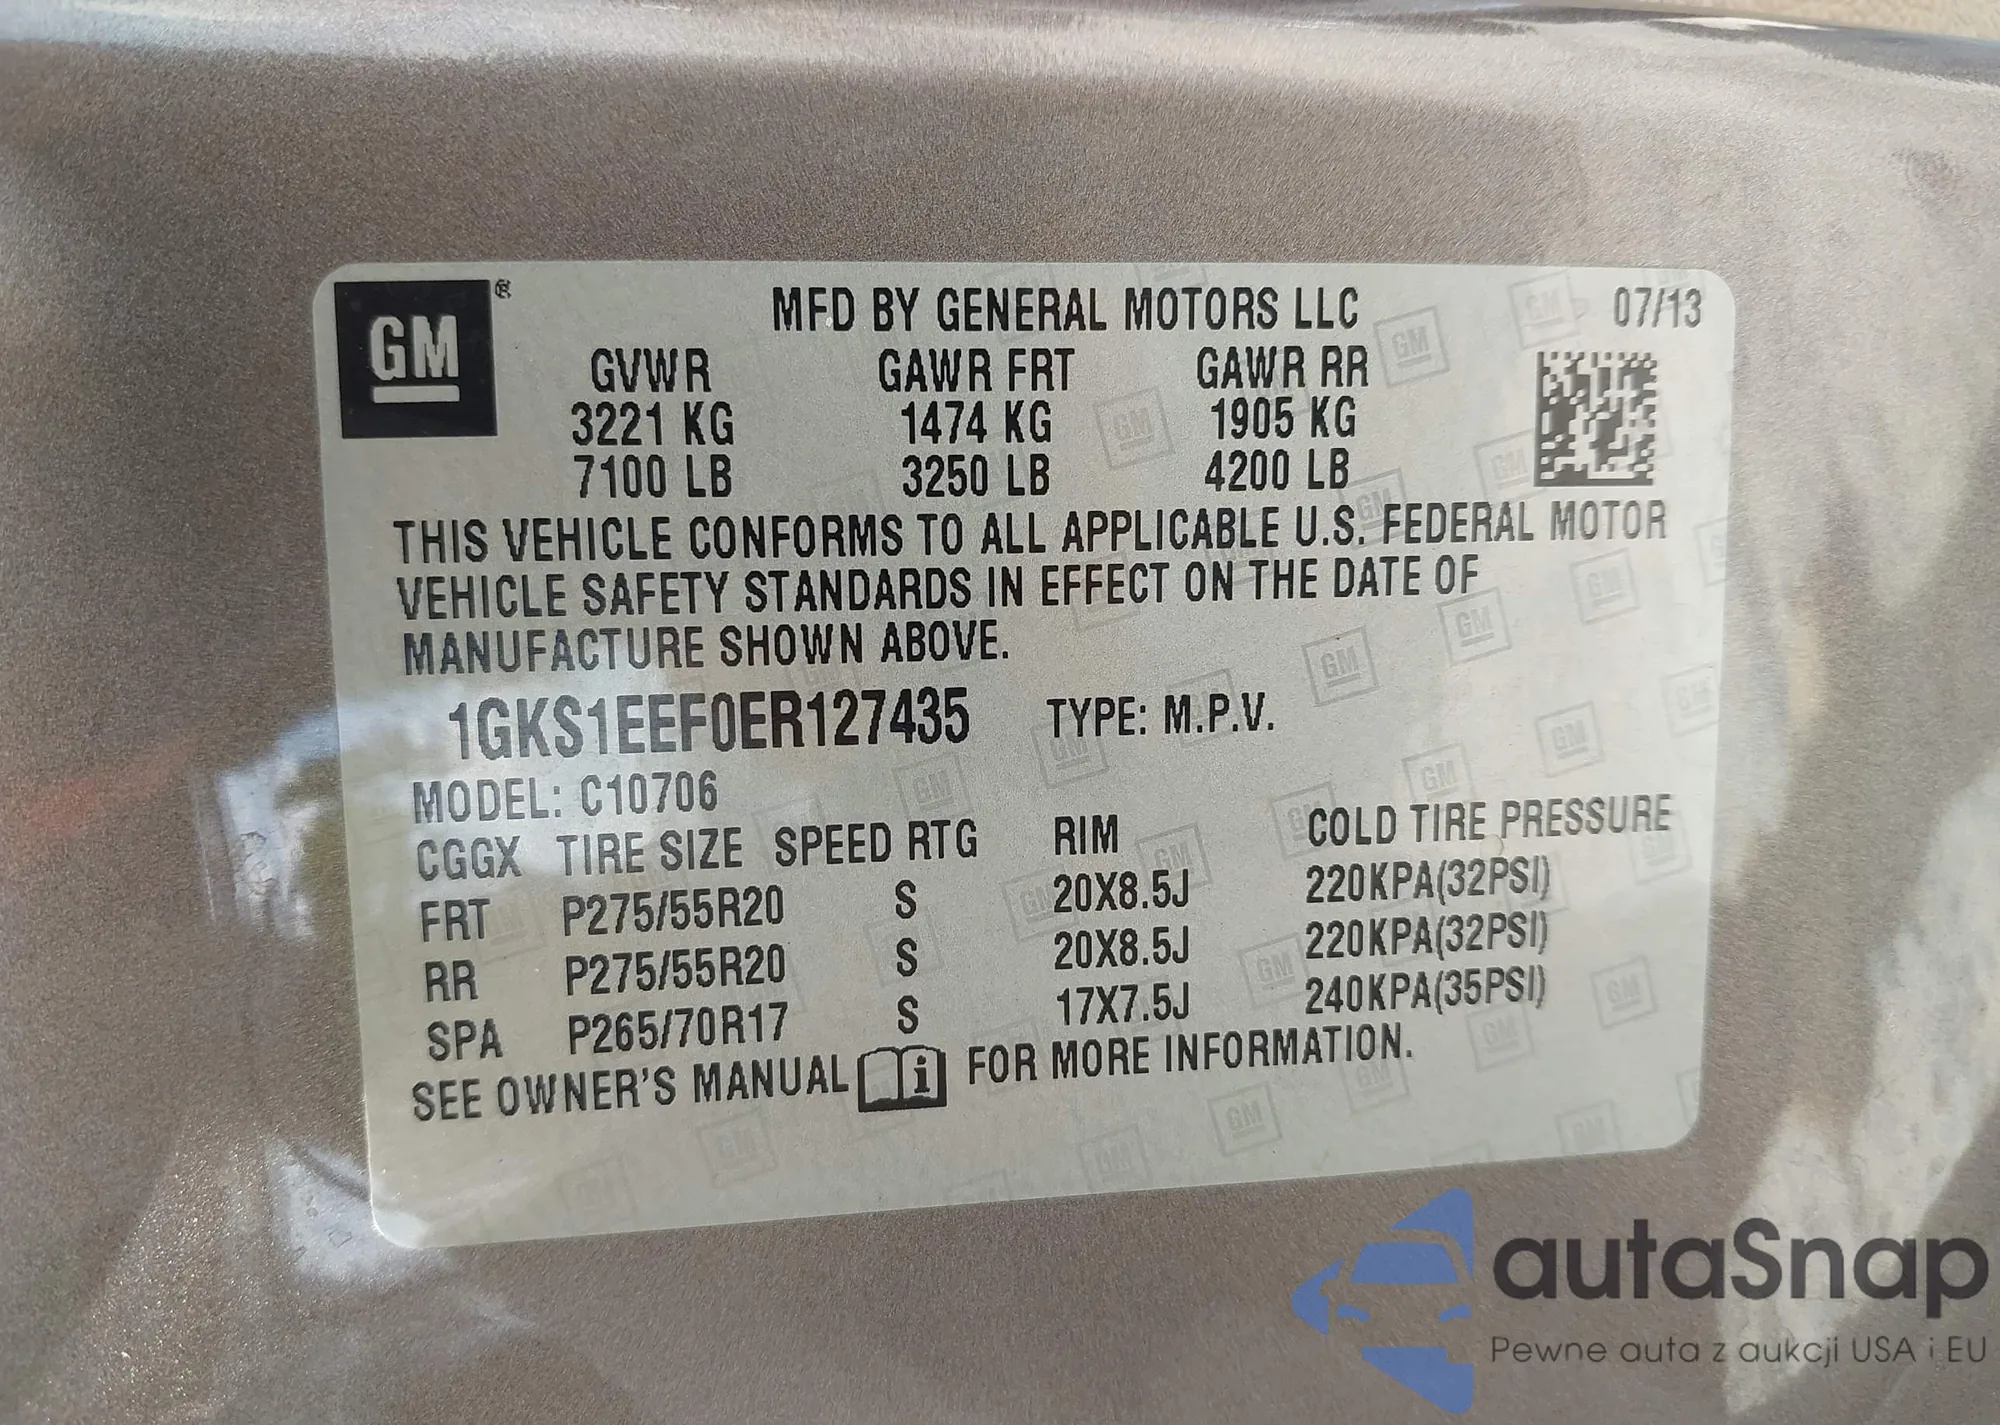 GM ®
MFD BY GENERAL MOTORS LLC 07/13
GVWR GAWR FRT GAWR RR
3221 KG 1474 KG 1905 KG
7100 LB 3250 LB 4200 LB
THIS VEHICLE CONFORMS TO ALL APPLICABLE U.S. FEDERAL MOTOR
VEHICLE SAFETY STANDARDS IN EFFECT ON THE DATE OF
MANUFACTURE SHOWN ABOVE.
1GKS1EEF0ER127435 TYPE: M.P.V.
MODEL: C10706
CGGX TIRE SIZE SPEED RTG RIM COLD TIRE PRESSURE
FRT P275/55R20 S 20X8.5J 220KPA(32PSI)
RR P275/55R20 S 20X8.5J 220KPA(32PSI)
SPA P265/70R17 S 17X7.5J 240KPA(35PSI)
SEE OWNER'S MANUAL i FOR MORE INFORMATION.
autaSnap
Pewne auta z aukcji USA i EU